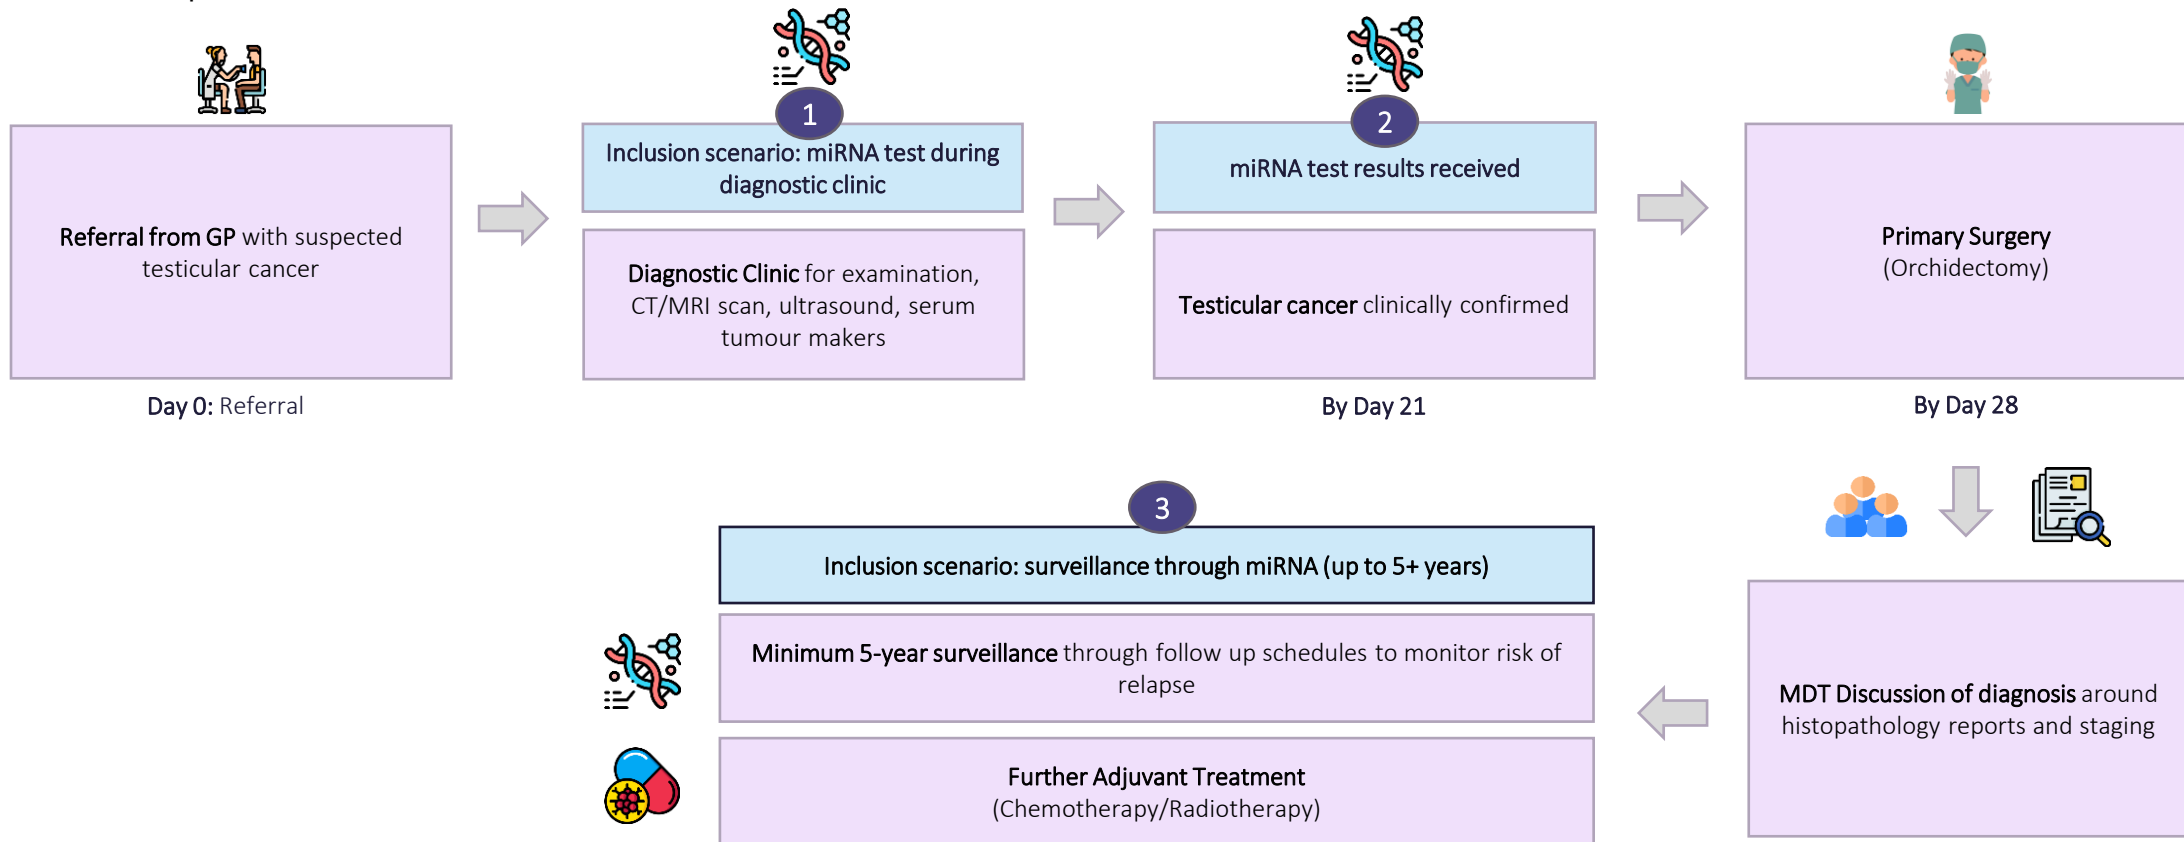 Referral from GP with suspected
testicular cancer
Day 0: Referral
1
Inclusion scenario: miRNA test during
diagnostic clinic
Diagnostic Clinic for examination,
CT/MRI scan, ultrasound, serum
tumour makers
2
miRNA test results received
Testicular cancer clinically confirmed
By Day 21
Primary Surgery
(Orchidectomy)
By Day 28
MDT Discussion of diagnosis around
histopathology reports and staging
3
Inclusion scenario: surveillance through miRNA (up to 5+ years)
Minimum 5-year surveillance through follow up schedules to monitor risk of
relapse
Further Adjuvant Treatment
(Chemotherapy/Radiotherapy)